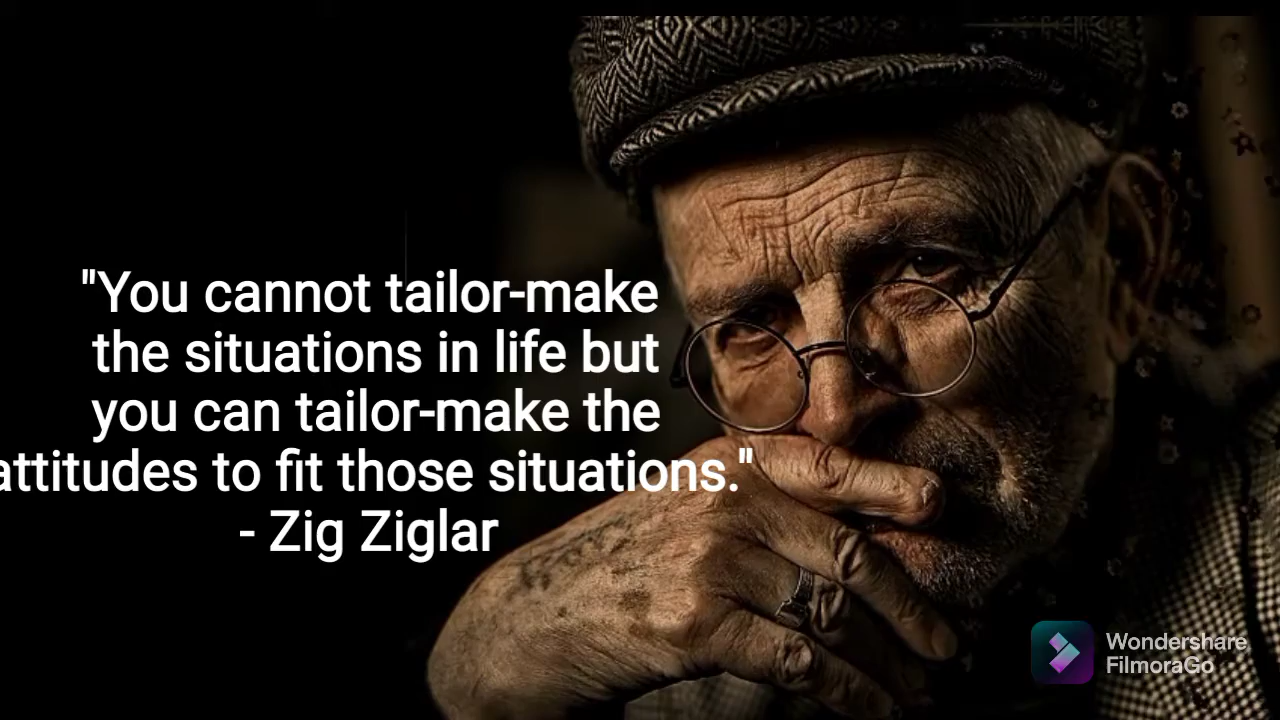 "You cannot tailor-make
the situations in life but
you can tailor-make the
attitudes to fit those situations."
- Zig Ziglar
Wondershare
FilmoraGo